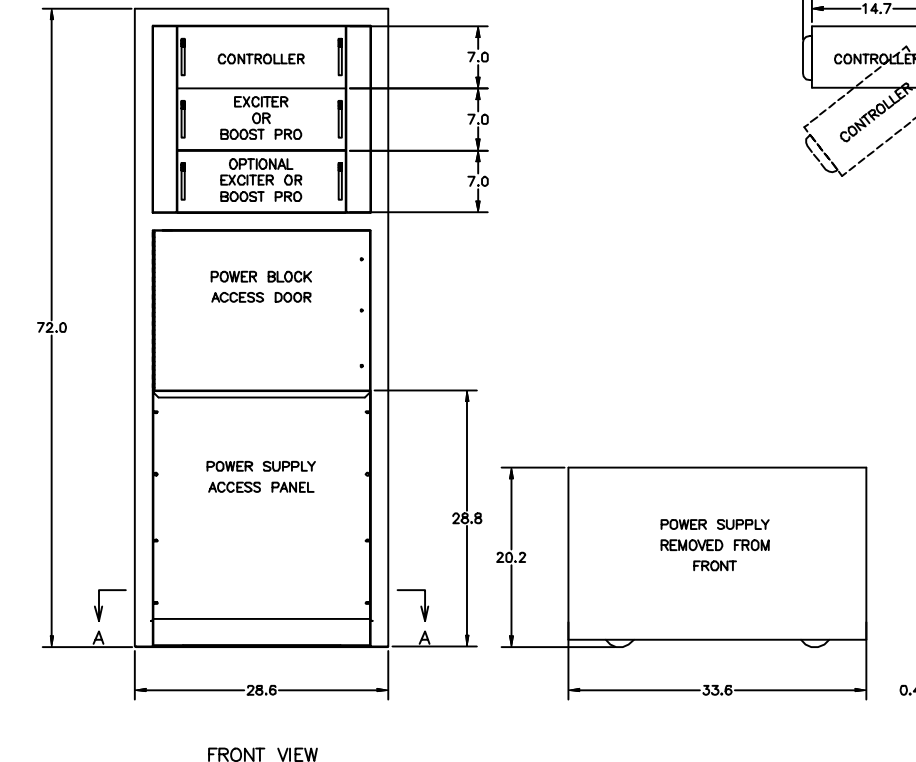 14.7
CONTROLLER
7.0
CONTROLLER
EXCITER
OR
BOOST PRO
7.0
CONTROLLER
OPTIONAL
EXCITER OR
BOOST PRO
7.0
POWER BLOCK
ACCESS DOOR
72.0
POWER SUPPLY
ACCESS PANEL
28.8
20.2
POWER SUPPLY
REMOVED FROM
FRONT
A
A
28.6
33.6
0.4
FRONT VIEW